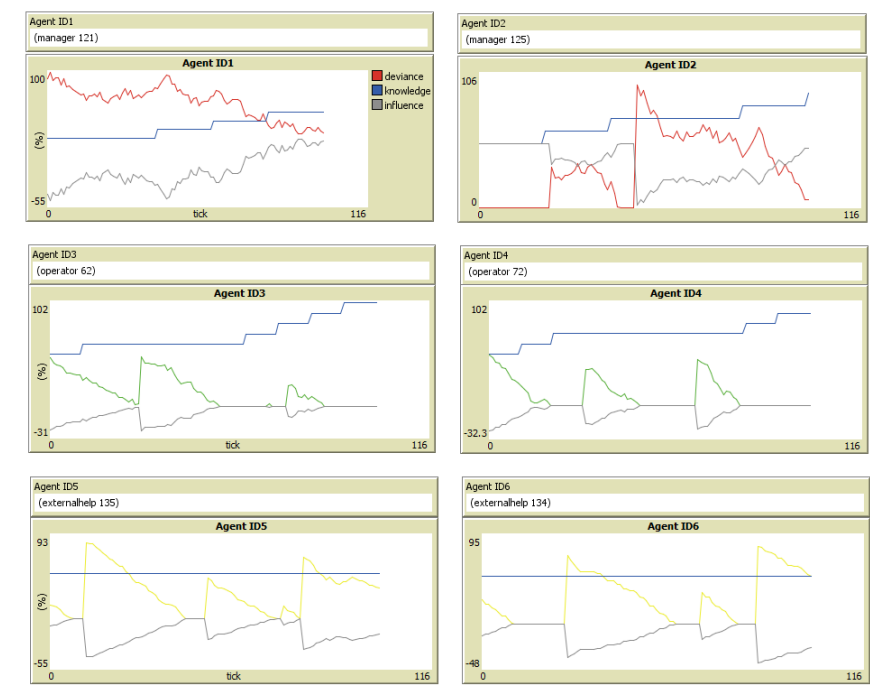 Agent ID1
(manager 121)
Agent ID1
100
(%)
-55
0
tick
116
deviance
knowledge
influence
Agent ID2
(manager 125)
Agent ID2
106
0
0
116
Agent ID3
(operator 62)
Agent ID3
102
(%)
-31
0
tick
116
Agent ID4
(operator 72)
Agent ID4
102
-32.3
0
116
Agent ID5
(externalhelp 135)
Agent ID5
93
(%)
-55
0
tick
116
Agent ID6
(externalhelp 134)
Agent ID6
95
-48
0
116